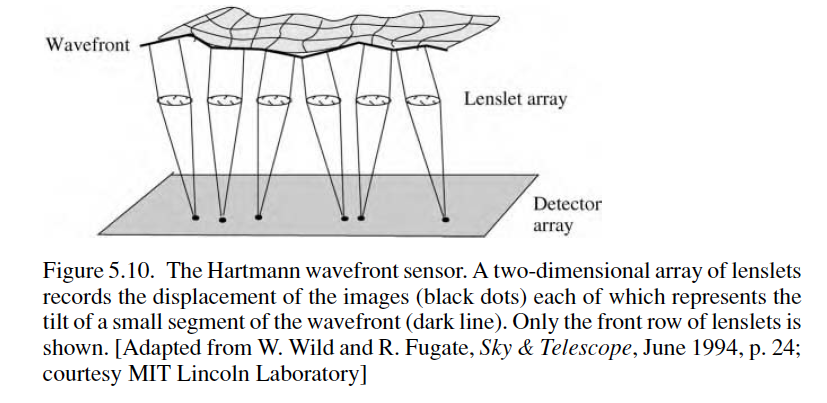 Wavefront
Lenslet array
Detector
array
Figure 5.10. The Hartmann wavefront sensor. A two-dimensional array of lenslets
records the displacement of the images (black dots) each of which represents the
tilt of a small segment of the wavefront (dark line). Only the front row of lenslets is
shown. [Adapted from W. Wild and R. Fugate, Sky & Telescope, June 1994, p. 24;
courtesy MIT Lincoln Laboratory]